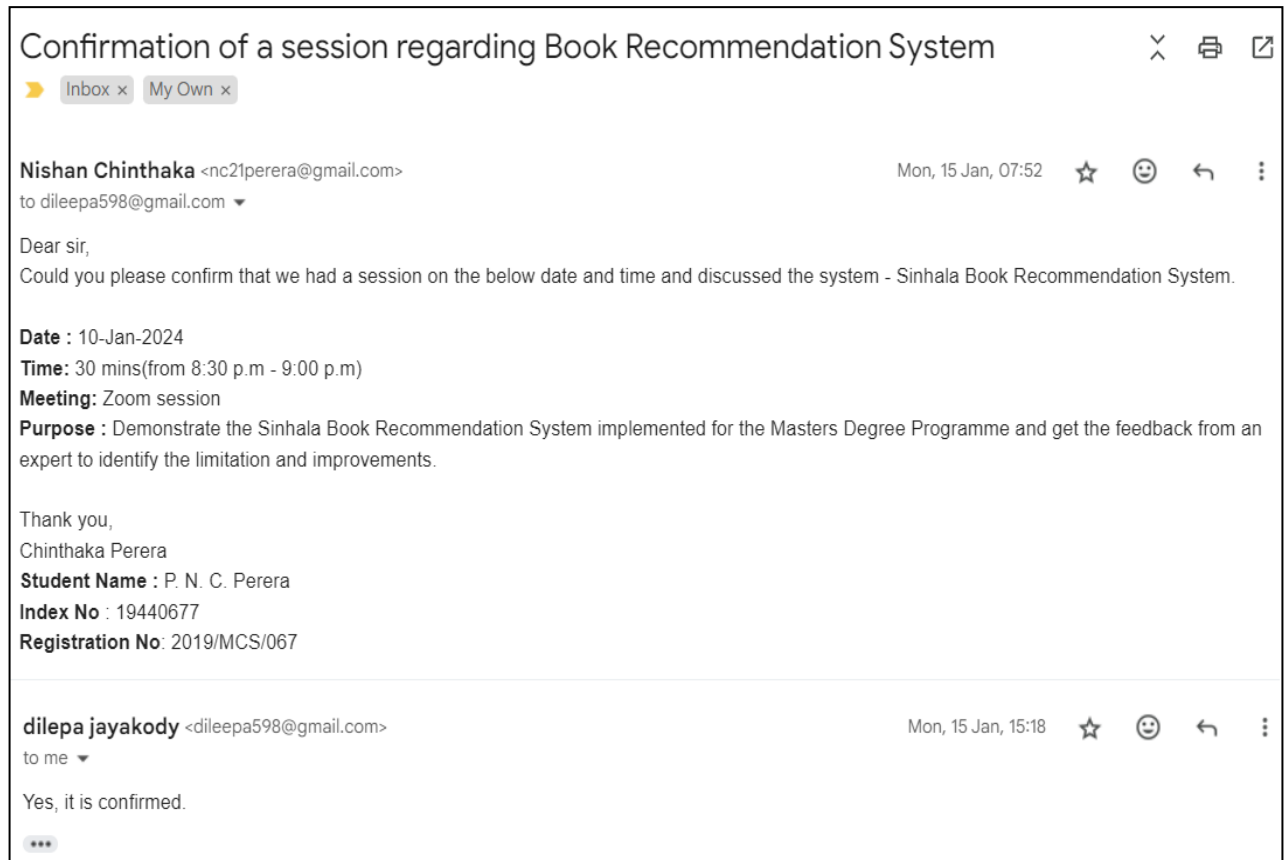 Confirmation of a session regarding Book Recommendation System
Inbox × My Own ×
Nishan Chinthaka <nc21perera@gmail.com> Mon, 15 Jan, 07:52
to dileepa598@gmail.com
Dear sir,
Could you please confirm that we had a session on the below date and time and discussed the system - Sinhala Book Recommendation System.
Date : 10-Jan-2024
Time: 30 mins(from 8:30 p.m - 9:00 p.m)
Meeting: Zoom session
Purpose : Demonstrate the Sinhala Book Recommendation System implemented for the Masters Degree Programme and get the feedback from an
expert to identify the limitation and improvements.
Thank you,
Chinthaka Perera
Student Name : P. N. C. Perera
Index No : 19440677
Registration No: 2019/MCS/067
dilepa jayakody <dileepa598@gmail.com> Mon, 15 Jan, 15:18
to me
Yes, it is confirmed.